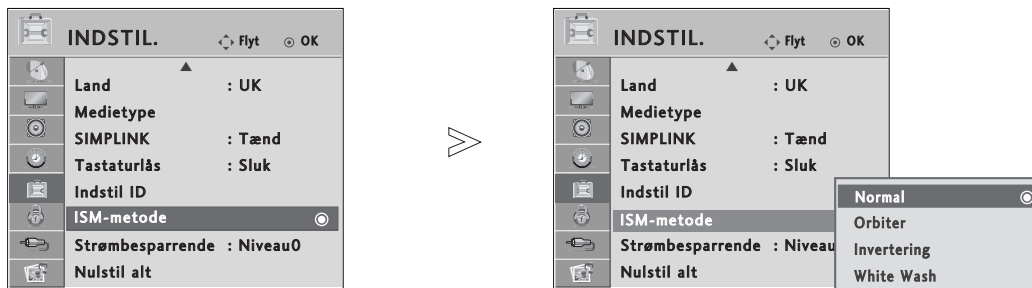 INDSTIL. Flyt OK
Land : UK
Medietype
SIMPLINK : Tænd
Tastaturlås : Sluk
Indstil ID
ISM-metode
Strømbesparrende : Niveau0
Nulstil alt
INDSTIL. Flyt OK
Land : UK
Medietype
SIMPLINK : Tænd
Tastaturlås : Sluk
Indstil ID
ISM-metode
Strømbesparrende : Niveau
Nulstil alt
Normal
Orbiter
Invertering
White Wash